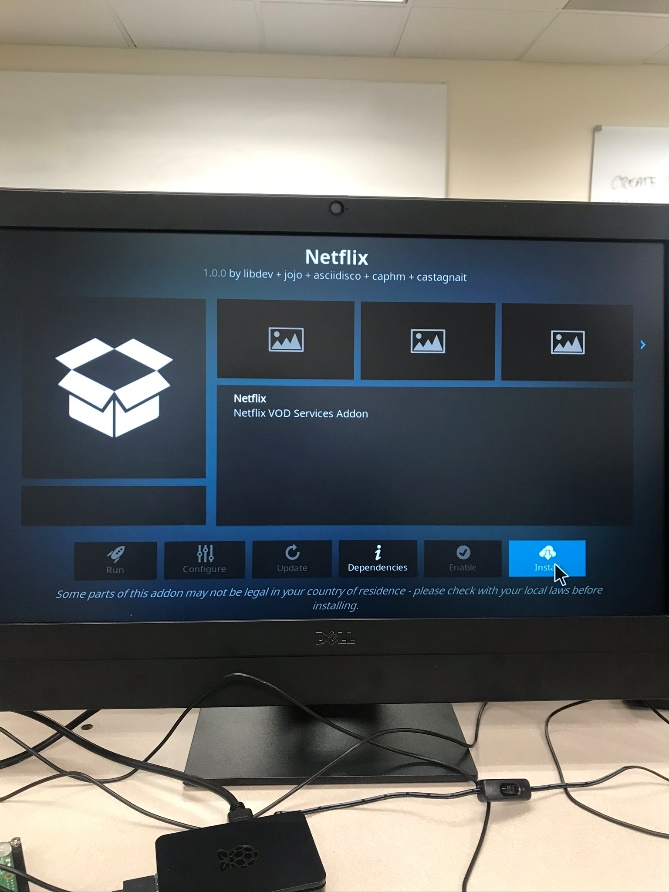 CREATE
Netflix
1.0.0 by libdev + jojo + asciidisco + caphm + castagnait
Netflix
Netflix VOD Services Addon
Run
Configure
Update
Dependencies
Enable
Some parts of this addon may not be legal in your country of residence - please check with your local laws before
installing.
DELL